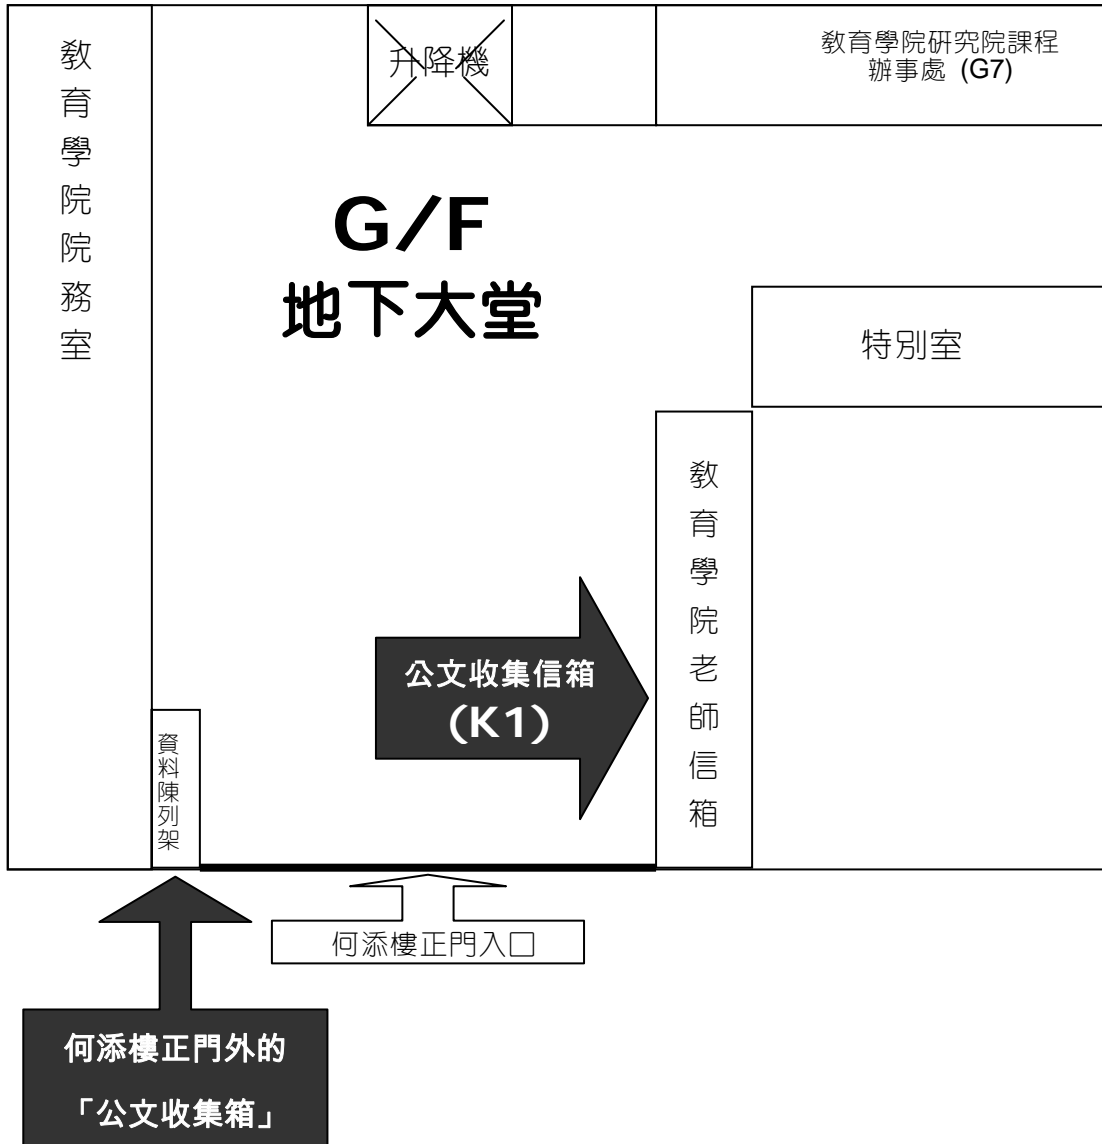 教育學院院務室
升降機
教育學院研究院課程
辦事處 (G7)
G/F
地下大堂
特別室
教育學院老師信箱
公文收集信箱
(K1)
資料陳列架
何添樓正門入口
何添樓正門外的
「公文收集箱」